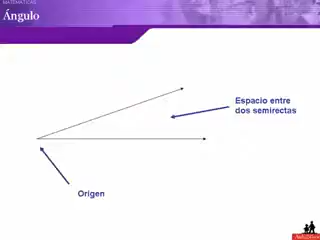 MATEMÁTICAS
Ángulo
Espacio entre
dos semirectas
Origen